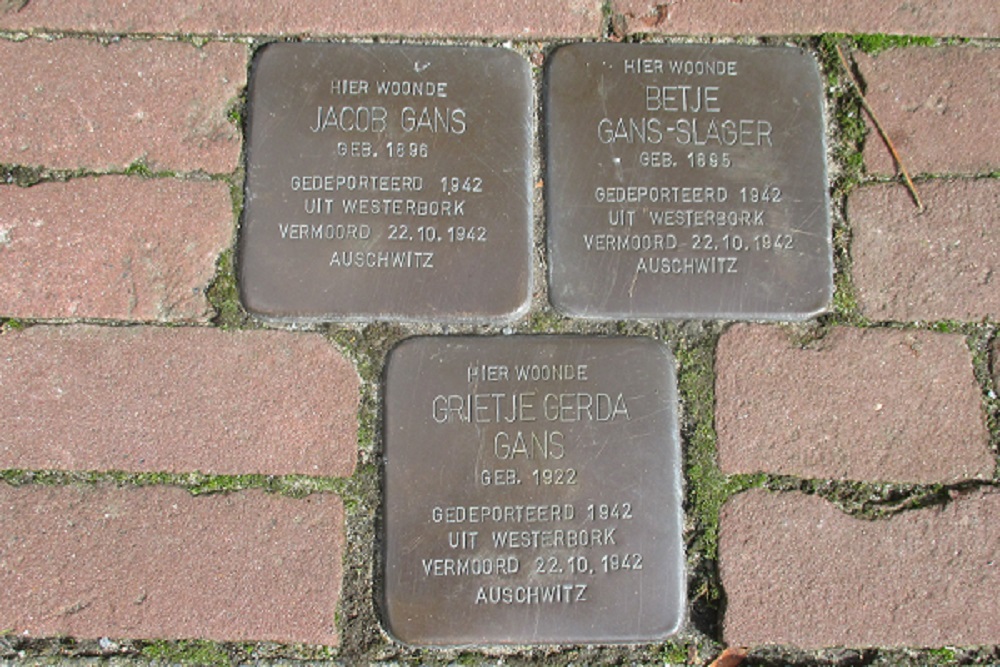 HIER WOONDE
JACOB GANS
GEB. 1896
GEDEPORTEERD 1942
UIT WESTERBORK
VERMOORD 22.10.1942
AUSCHWITZ
HIER WOONDE
BETJE
GANS-SLAGER
GEB. 1895
GEDEPORTEERD 1942
UIT WESTERBORK
VERMOORD 22.10.1942
AUSCHWITZ
HIER WOONDE
GRIETJE GERDA
GANS
GEB. 1922
GEDEPORTEERD 1942
UIT WESTERBORK
VERMOORD 22.10.1942
AUSCHWITZ